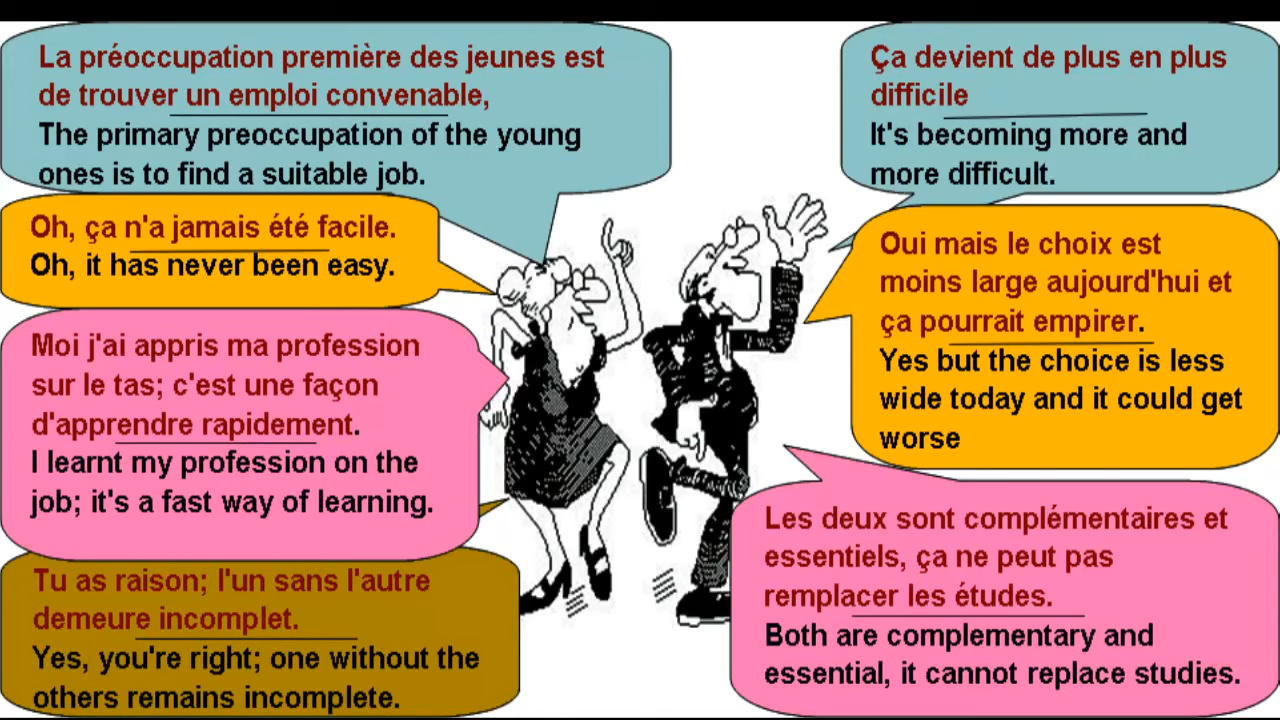 La préoccupation première des jeunes est
de trouver un emploi convenable,
The primary preoccupation of the young
ones is to find a suitable job.
Ça devient de plus en plus
difficile
It's becoming more and
more difficult.
Oh, ça n'a jamais été facile.
Oh, it has never been easy.
Oui mais le choix est
moins large aujourd'hui et
ça pourrait empirer.
Yes but the choice is less
wide today and it could get
worse
Moi j'ai appris ma profession
sur le tas; c'est une façon
d'apprendre rapidement.
I learnt my profession on the
job; it's a fast way of learning.
Les deux sont complémentaires et
essentiels, ça ne peut pas
remplacer les études.
Both are complementary and
essential, it cannot replace studies.
Tu as raison; l'un sans l'autre
demeure incomplet.
Yes, you're right; one without the
others remains incomplete.